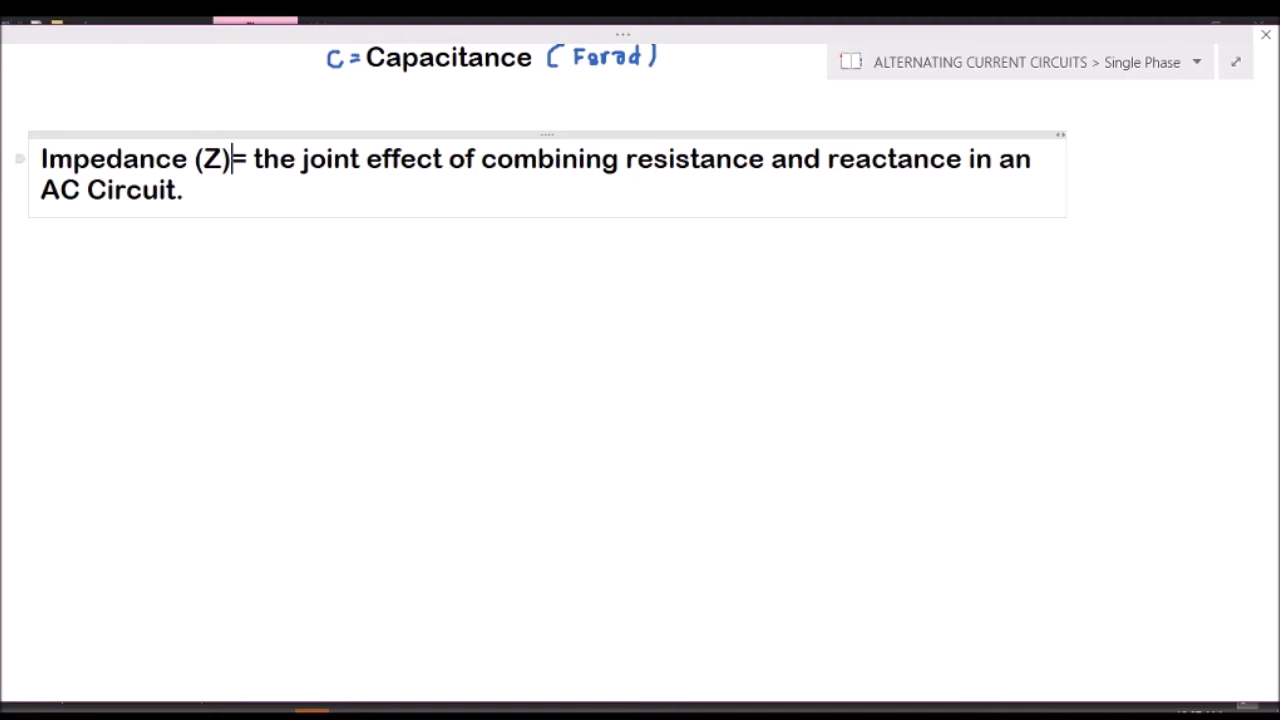 C = Capacitance ( Farad )
ALTERNATING CURRENT CIRCUITS > Single Phase
Impedance (Z)= the joint effect of combining resistance and reactance in an
AC Circuit.